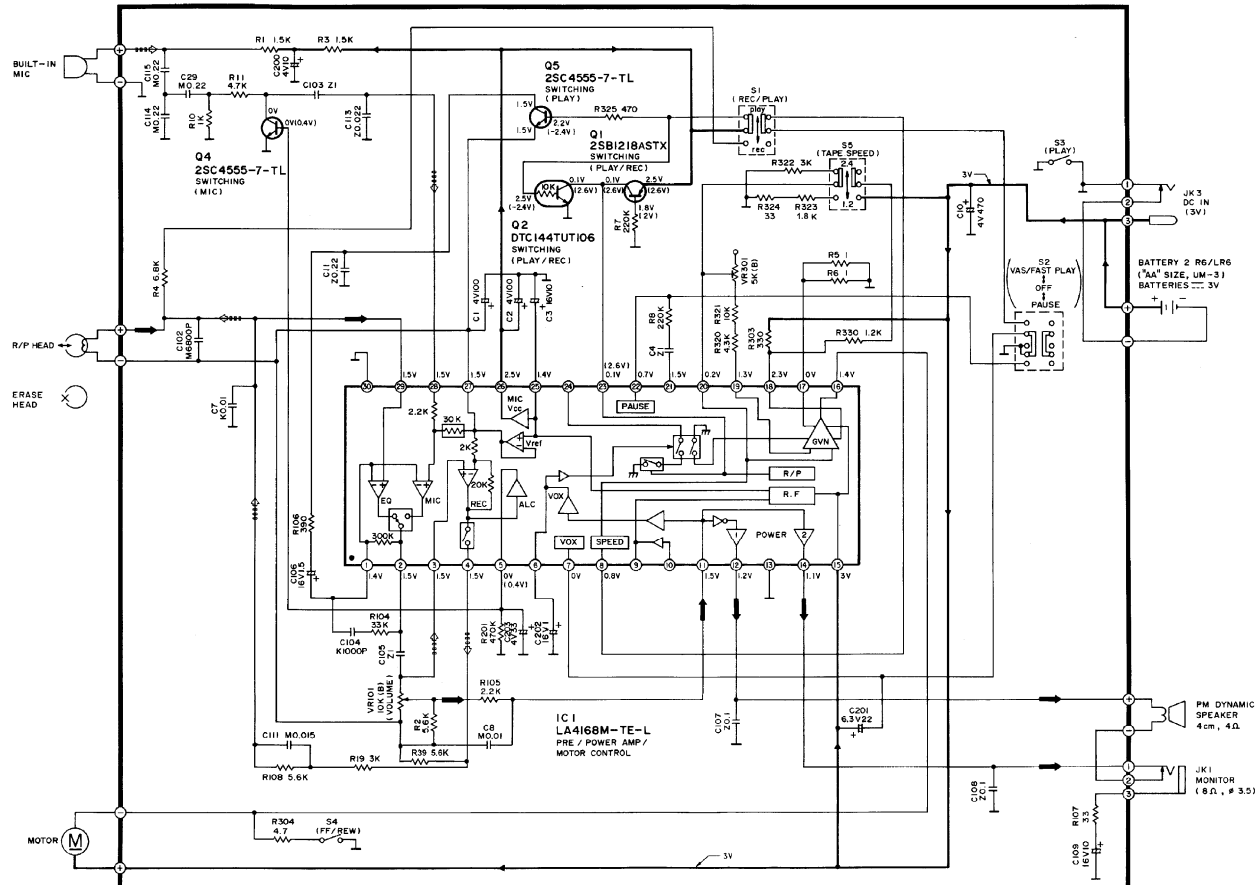 BUILT-IN
MIC
R1 1.5K
R3 1.5K
C200
4V10
C115
M0.22
C29
M0.22
R11
4.7K
C103 Z1
C114
M0.22
R10
1K
0V
0V(0.4V)
C113
Z0.022
Q4
2SC4555-7-TL
SWITCHING
(MIC)
Q5
2SC4555-7-TL
SWITCHING
(PLAY)
1.5V
1.5V
2.2V
(-2.4V)
R325 470
Q1
2SB1218ASTX
SWITCHING
(PLAY/REC)
10K
0.1V
(2.6V)
0.1V
(2.6V)
2.5V
(2.6V)
2.5V
(-2.4V)
1.8V
(2V)
R7
220K
Q2
DTC144TUT106
SWITCHING
(PLAY/REC)
S1
(REC/PLAY)
play
rec
S5
(TAPE SPEED)
2.4
1.2
R322 3K
R324
33
R323
1.8K
S3
(PLAY)
3V
C10
4V470
1
2
3
JK3
DC IN
(3V)
S2
VAS/FAST PLAY
OFF
PAUSE
BATTERY 2 R6/LR6
("AA" SIZE, UM-3)
BATTERIES 3V
R4 6.8K
C11
Z0.22
C1 4V100
C2 4V100
C3 16V10
VR301
5K(B)
R5 1
R6 1
R8
220K
R321
10K
R320
4.3K
R303
330
R330 1.2K
C4
Z1
R/P HEAD
C102
M6800P
ERASE
HEAD
C7
K0.01
1.5V
1.5V
1.5V
2.5V
1.4V
(2.6V)
0.1V
0.7V
1.5V
0.2V
1.3V
2.3V
0V
1.4V
30
29
28
27
26
25
24
23
22
21
20
19
18
17
16
2.2K
30K
MIC
Vcc
PAUSE
Vref
2K
GVN
R/P
R.F
EQ
MIC
20K
REC
ALC
VOX
300K
VOX
SPEED
1
POWER
2
1
2
3
4
5
6
7
8
9
10
11
12
13
14
15
1.4V
1.5V
1.5V
1.5V
0V
(0.4V)
0V
0.8V
1.5V
1.2V
1.1V
3V
R106
390
C106
16V1.5
R104
33K
C104
K1000P
C105
Z1
R201
470K
C203
4V33
C202
16V1
VR101
10K(B)
(VOLUME)
R105
2.2K
R2
5.6K
C8
M0.01
R39 5.6K
C111 M0.015
R108 5.6K
R19 3K
IC1
LA4168M-TE-L
PRE / POWER AMP /
MOTOR CONTROL
C107
Z0.1
C201
6.3V22
C108
Z0.1
PM DYNAMIC
SPEAKER
4cm, 4Ω
1
2
3
JK1
MONITOR
(8Ω, ø3.5)
R107
33
C109
16V10
MOTOR
M
R304
4.7
S4
(FF/REW)
3V